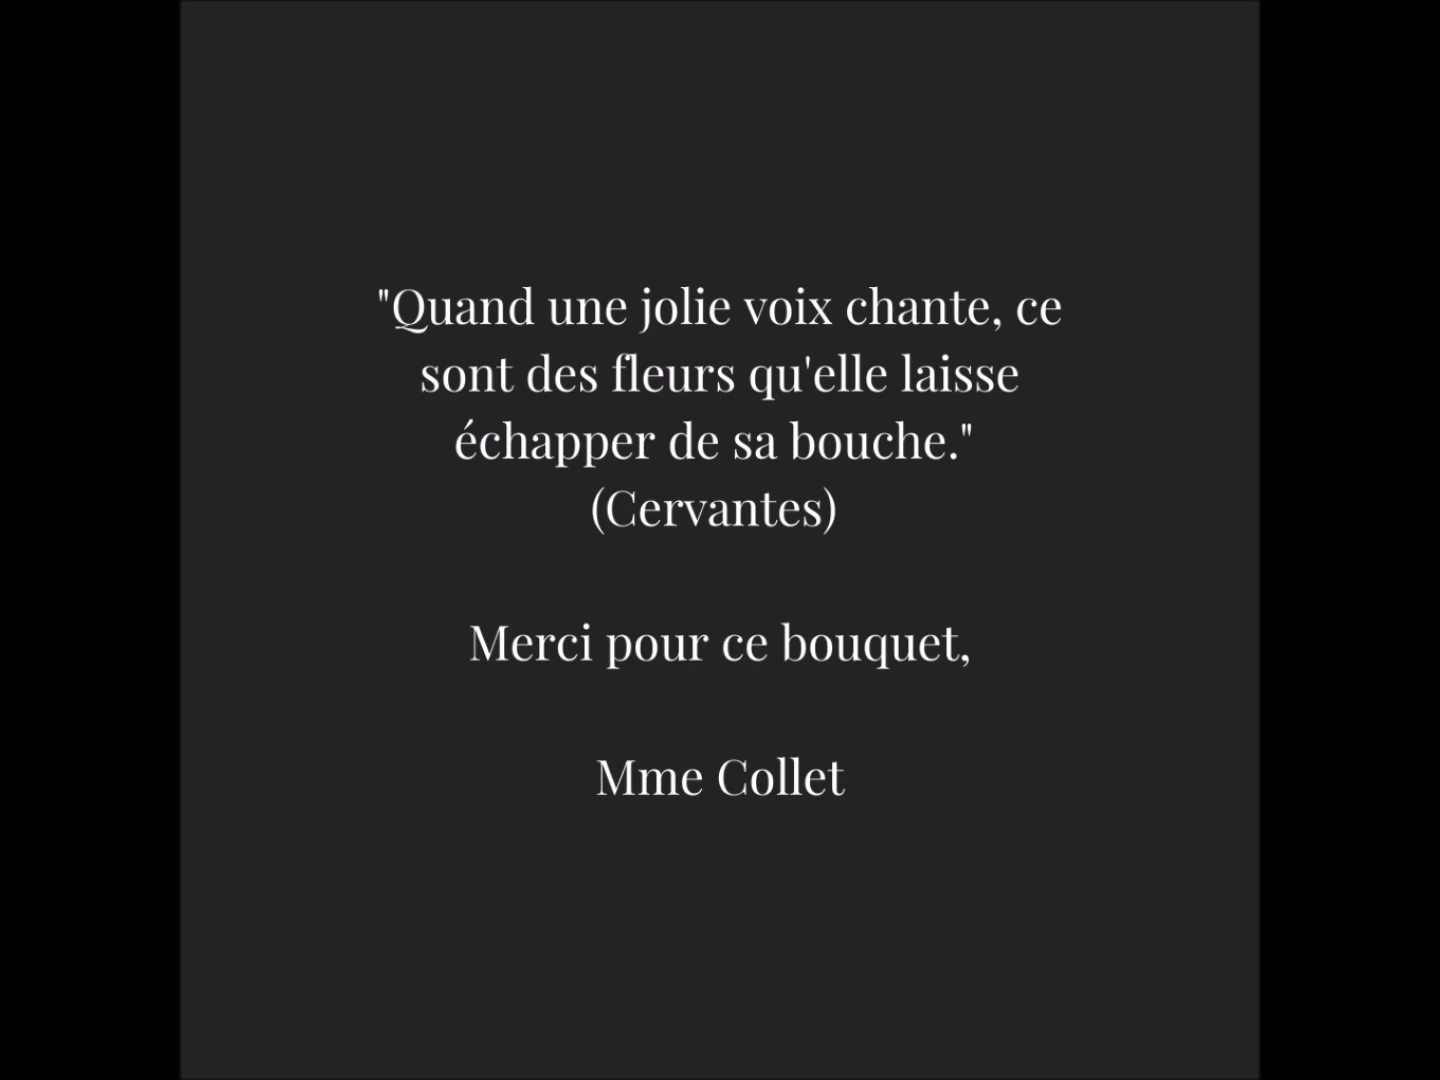 "Quand une jolie voix chante, ce
sont des fleurs qu'elle laisse
échapper de sa bouche."
(Cervantes)
Merci pour ce bouquet,
Mme Collet